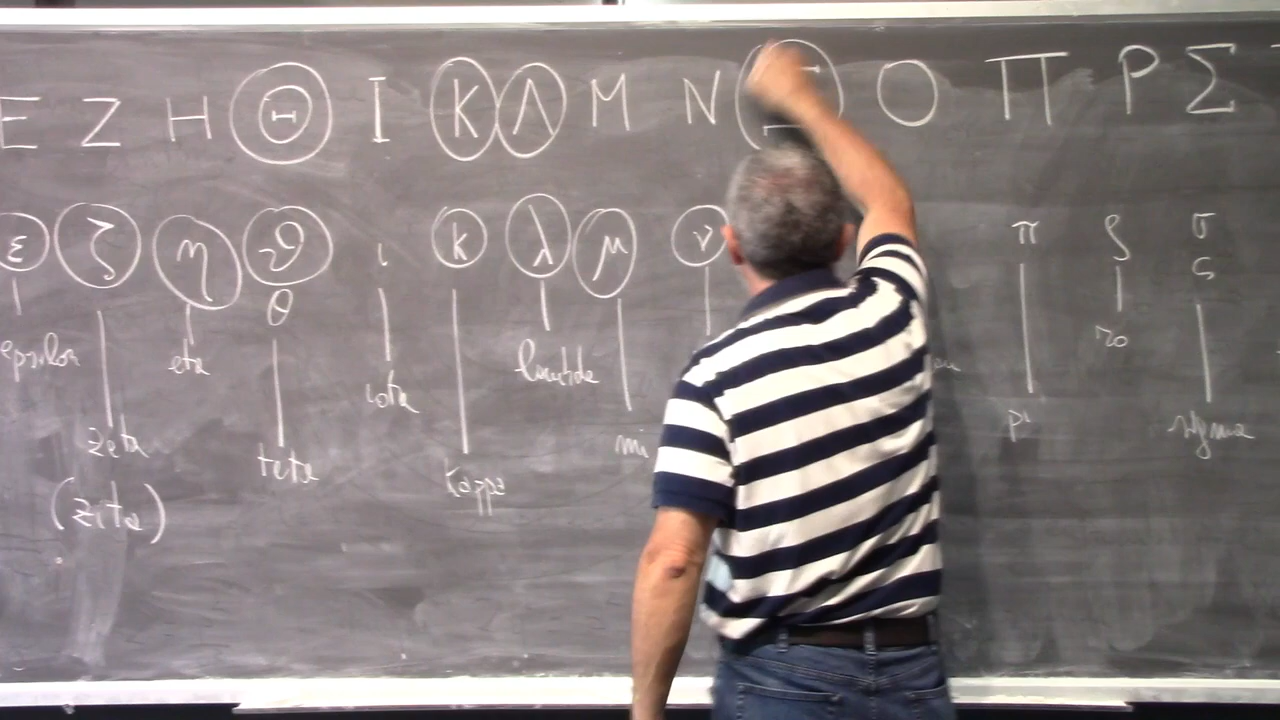 Ε Ζ Η Θ Ι Κ Λ Μ Ν Ξ Ο Π Ρ Σ
ε ζ η ϑ ι κ λ μ ν π ρ σ
θ ς
epsilon eta lambda ro
zeta teta iota kappa mi pi sigma
(zita)